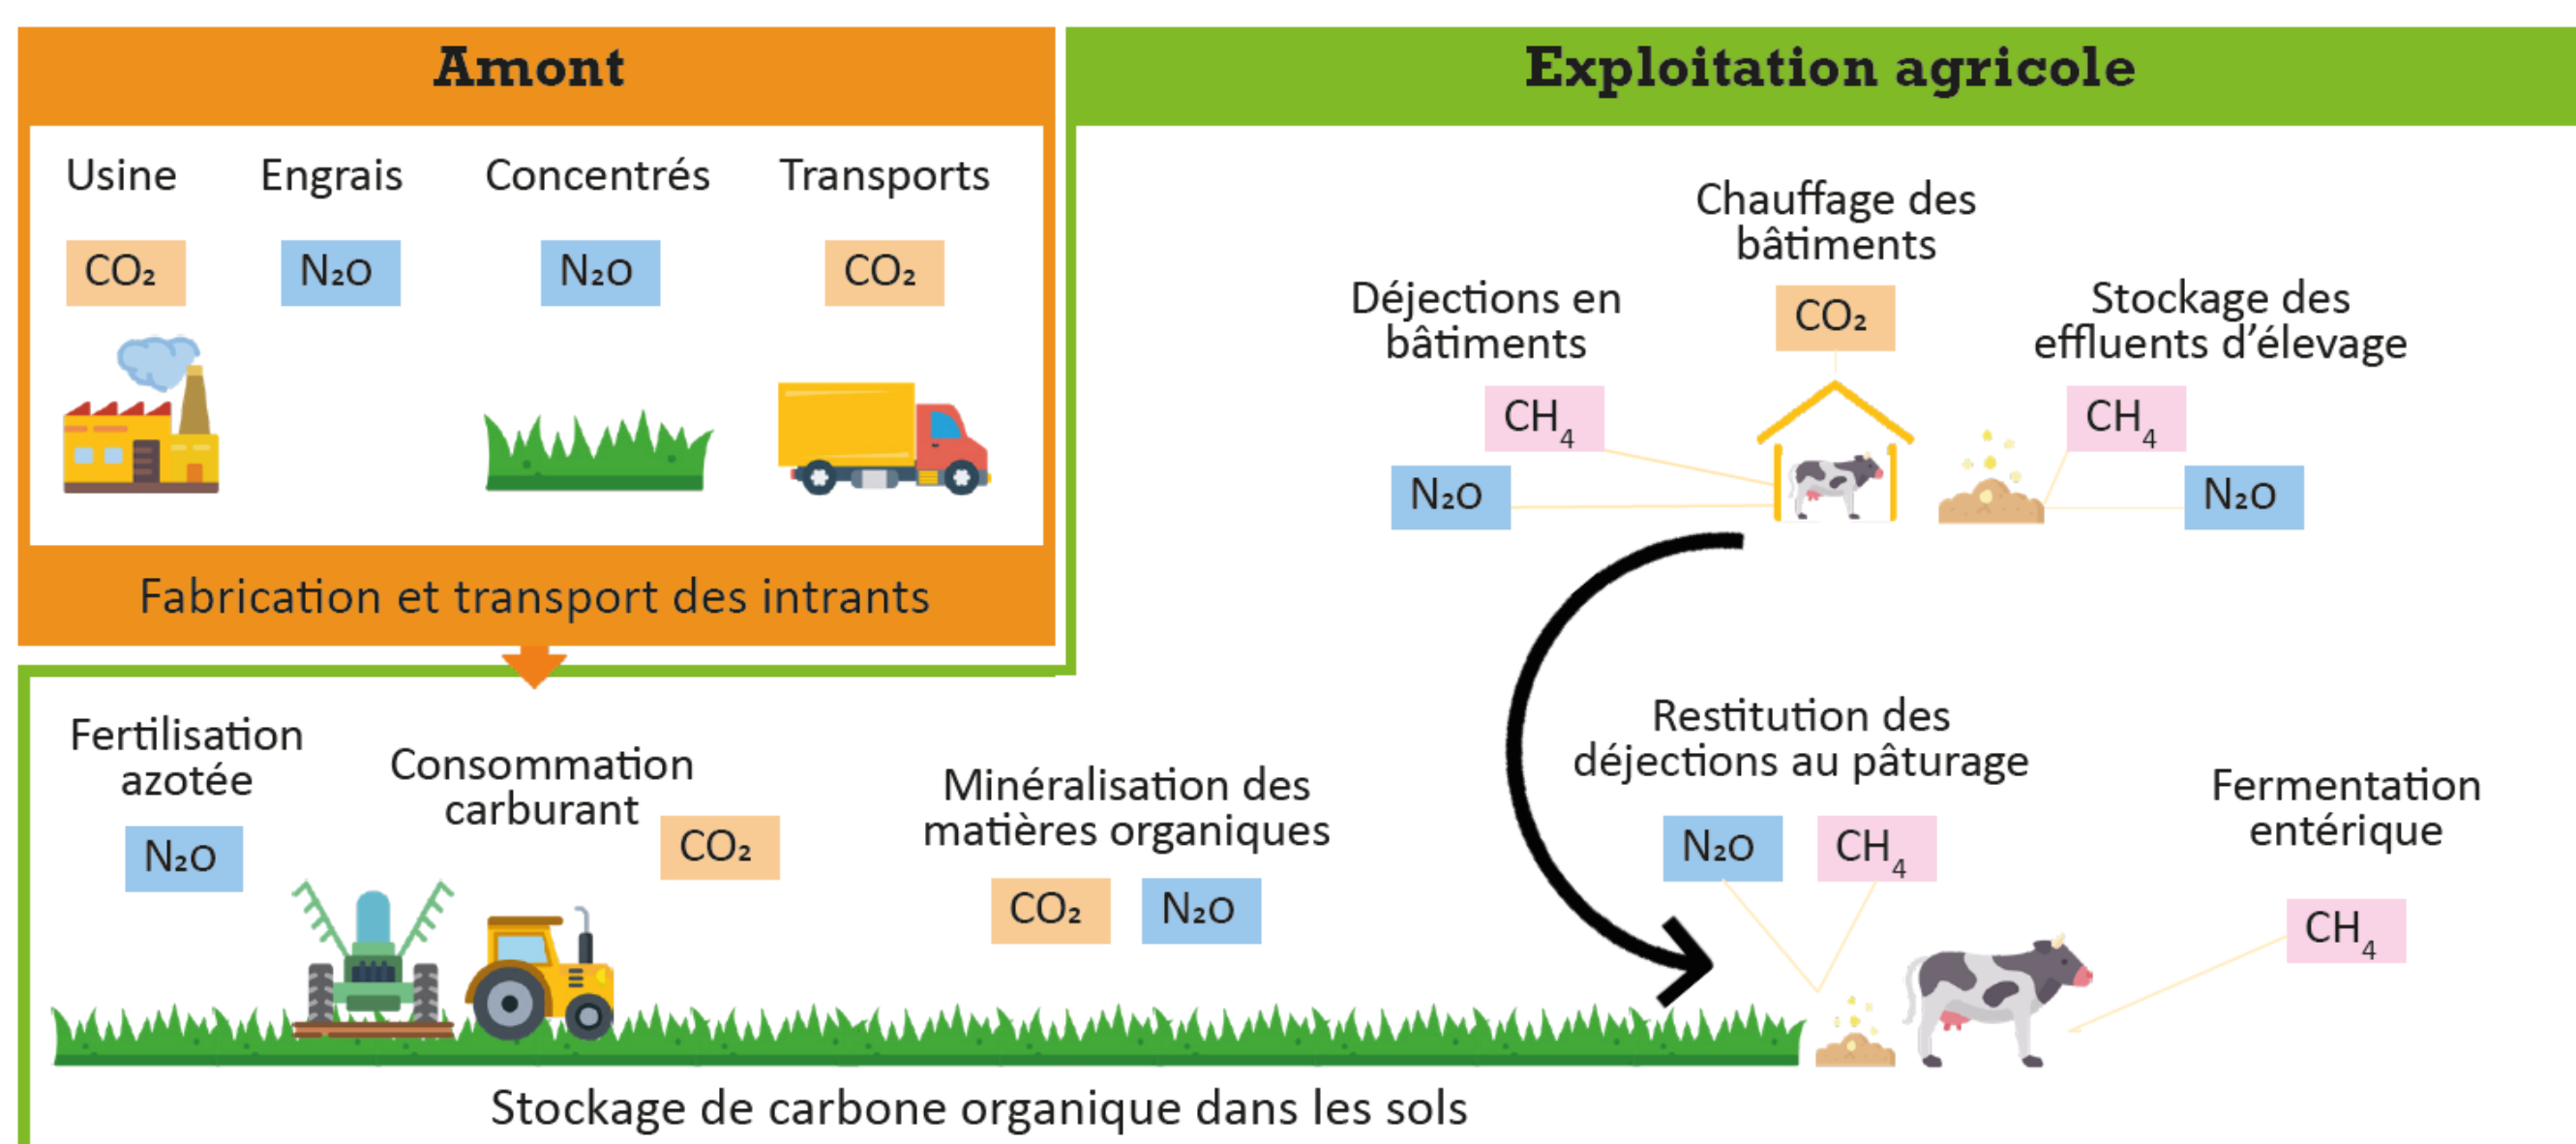 Amont
Usine
Engrais
Concentrés
Transports
CO₂
N₂O
N₂O
CO₂
Fabrication et transport des intrants
Exploitation agricole
Chauffage des
bâtiments
CO₂
Déjections en
bâtiments
CH₄
N₂O
Stockage des
effluents d’élevage
CH₄
N₂O
Fertilisation
azotée
N₂O
Consommation
carburant
CO₂
Minéralisation des
matières organiques
CO₂
N₂O
Restitution des
déjections au pâturage
N₂O
CH₄
Fermentation
entérique
CH₄
Stockage de carbone organique dans les sols